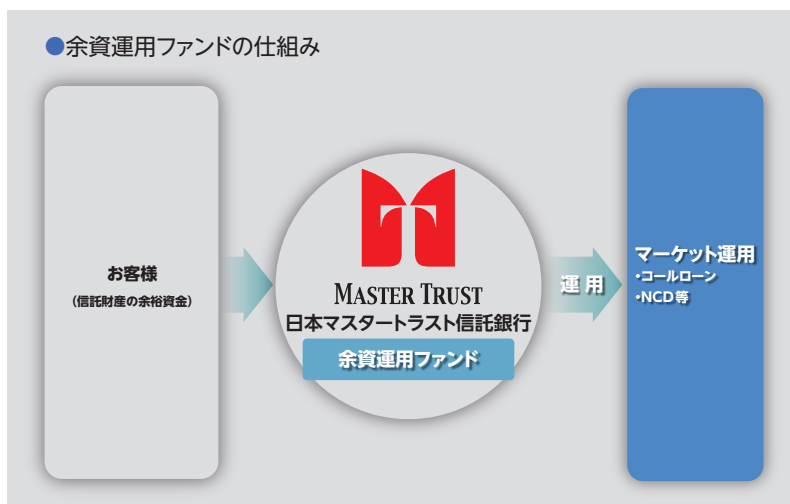 ●余資運用ファンドの仕組み
お客様
(信託財産の余裕資金)
MASTER TRUST
日本マスタートラスト信託銀行
余資運用ファンド
運用
マーケット運用
・コールローン
・NCD等